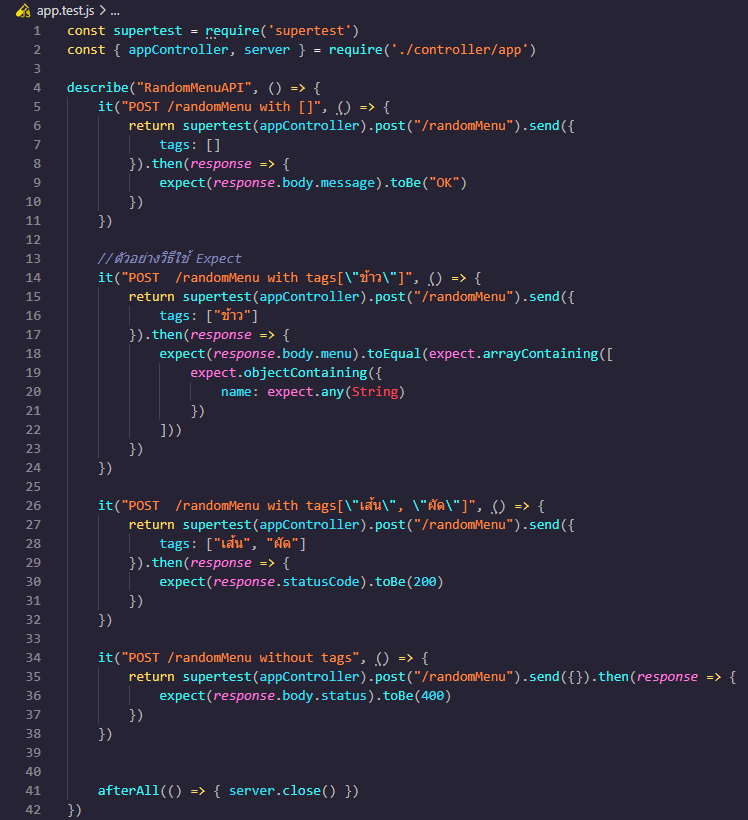 app.test.js > ...
1 const supertest = require('supertest')
2 const { appController, server } = require('./controller/app')
3
4 describe("RandomMenuAPI", () => {
5     it("POST /randomMenu with []", () => {
6         return supertest(appController).post("/randomMenu").send({
7             tags: []
8         }).then(response => {
9             expect(response.body.message).toBe("OK")
10         })
11     })
12
13     //ตัวอย่างวิธีใช้ Expect
14     it("POST  /randomMenu with tags[\"ข้าว\"]", () => {
15         return supertest(appController).post("/randomMenu").send({
16             tags: ["ข้าว"]
17         }).then(response => {
18             expect(response.body.menu).toEqual(expect.arrayContaining([
19                 expect.objectContaining({
20                     name: expect.any(String)
21                 })
22             ]))
23         })
24     })
25
26     it("POST  /randomMenu with tags[\"เส้น\", \"ผัด\"]", () => {
27         return supertest(appController).post("/randomMenu").send({
28             tags: ["เส้น", "ผัด"]
29         }).then(response => {
30             expect(response.statusCode).toBe(200)
31         })
32     })
33
34     it("POST /randomMenu without tags", () => {
35         return supertest(appController).post("/randomMenu").send({}).then(response => {
36             expect(response.body.status).toBe(400)
37         })
38     })
39
40
41     afterAll(() => { server.close() })
42 })